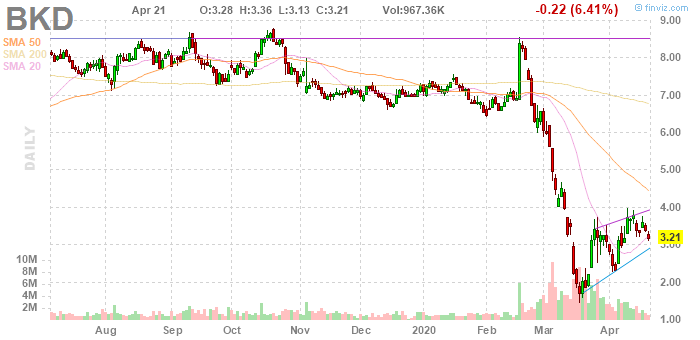 BKD Apr 21 O:3.28 H:3.36 L:3.13 C:3.21 Vol:967.36K -0.22 (6.41%)
© finviz.com
SMA 50
SMA 200
SMA 20
DAILY
9.00
8.00
7.00
6.00
5.00
4.00
3.21
3.00
2.00
1.00
10M
8M
6M
4M
2M
Aug Sep Oct Nov Dec 2020 Feb Mar Apr